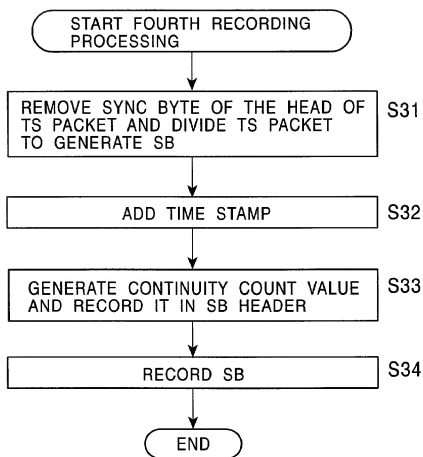 START FOURTH RECORDING
PROCESSING
REMOVE SYNC BYTE OF THE HEAD OF
TS PACKET AND DIVIDE TS PACKET
TO GENERATE SB
S31
ADD TIME STAMP
S32
GENERATE CONTINUITY COUNT VALUE
AND RECORD IT IN SB HEADER
S33
RECORD SB
S34
END